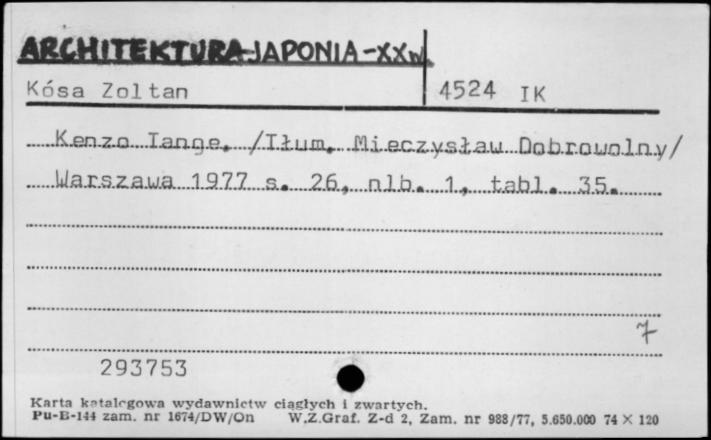 ARCHITEKTURA-JAPONIA-XXw.
Kósa Zoltan 4524 IK
Kenzo Tange. /Iłum. Mieczysław Dobrowolny/
Warszawa 1977 s. 26, nlb. 1, tabl. 35.
7
293753
Karta katalogowa wydawnictw ciągłych i zwartych.
Pu-B-144 zam. nr 1674/DW/On W.Z.Graf. Z-d 2, Zam. nr 988/77, 5.650.000 74 × 120